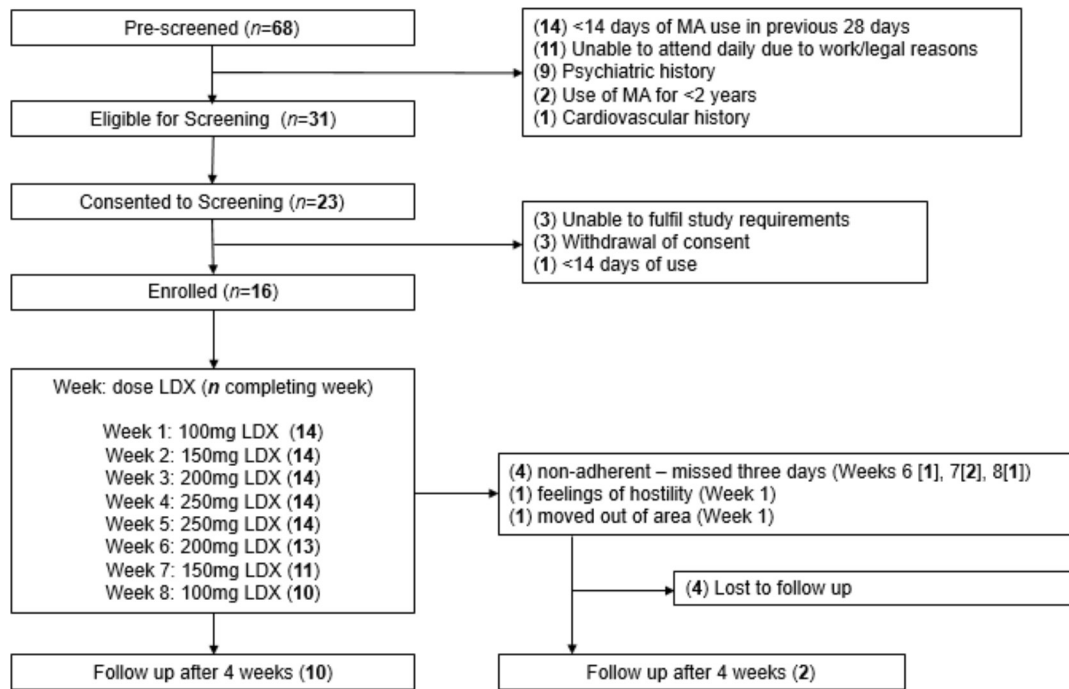 Pre-screened (n=68)
(14) <14 days of MA use in previous 28 days
(11) Unable to attend daily due to work/legal reasons
(9) Psychiatric history
(2) Use of MA for <2 years
(1) Cardiovascular history
Eligible for Screening (n=31)
Consented to Screening (n=23)
(3) Unable to fulfil study requirements
(3) Withdrawal of consent
(1) <14 days of use
Enrolled (n=16)
Week: dose LDX (n completing week)
Week 1: 100mg LDX (14)
Week 2: 150mg LDX (14)
Week 3: 200mg LDX (14)
Week 4: 250mg LDX (14)
Week 5: 250mg LDX (14)
Week 6: 200mg LDX (13)
Week 7: 150mg LDX (11)
Week 8: 100mg LDX (10)
(4) non-adherent – missed three days (Weeks 6 [1], 7[2], 8[1])
(1) feelings of hostility (Week 1)
(1) moved out of area (Week 1)
(4) Lost to follow up
Follow up after 4 weeks (10)
Follow up after 4 weeks (2)